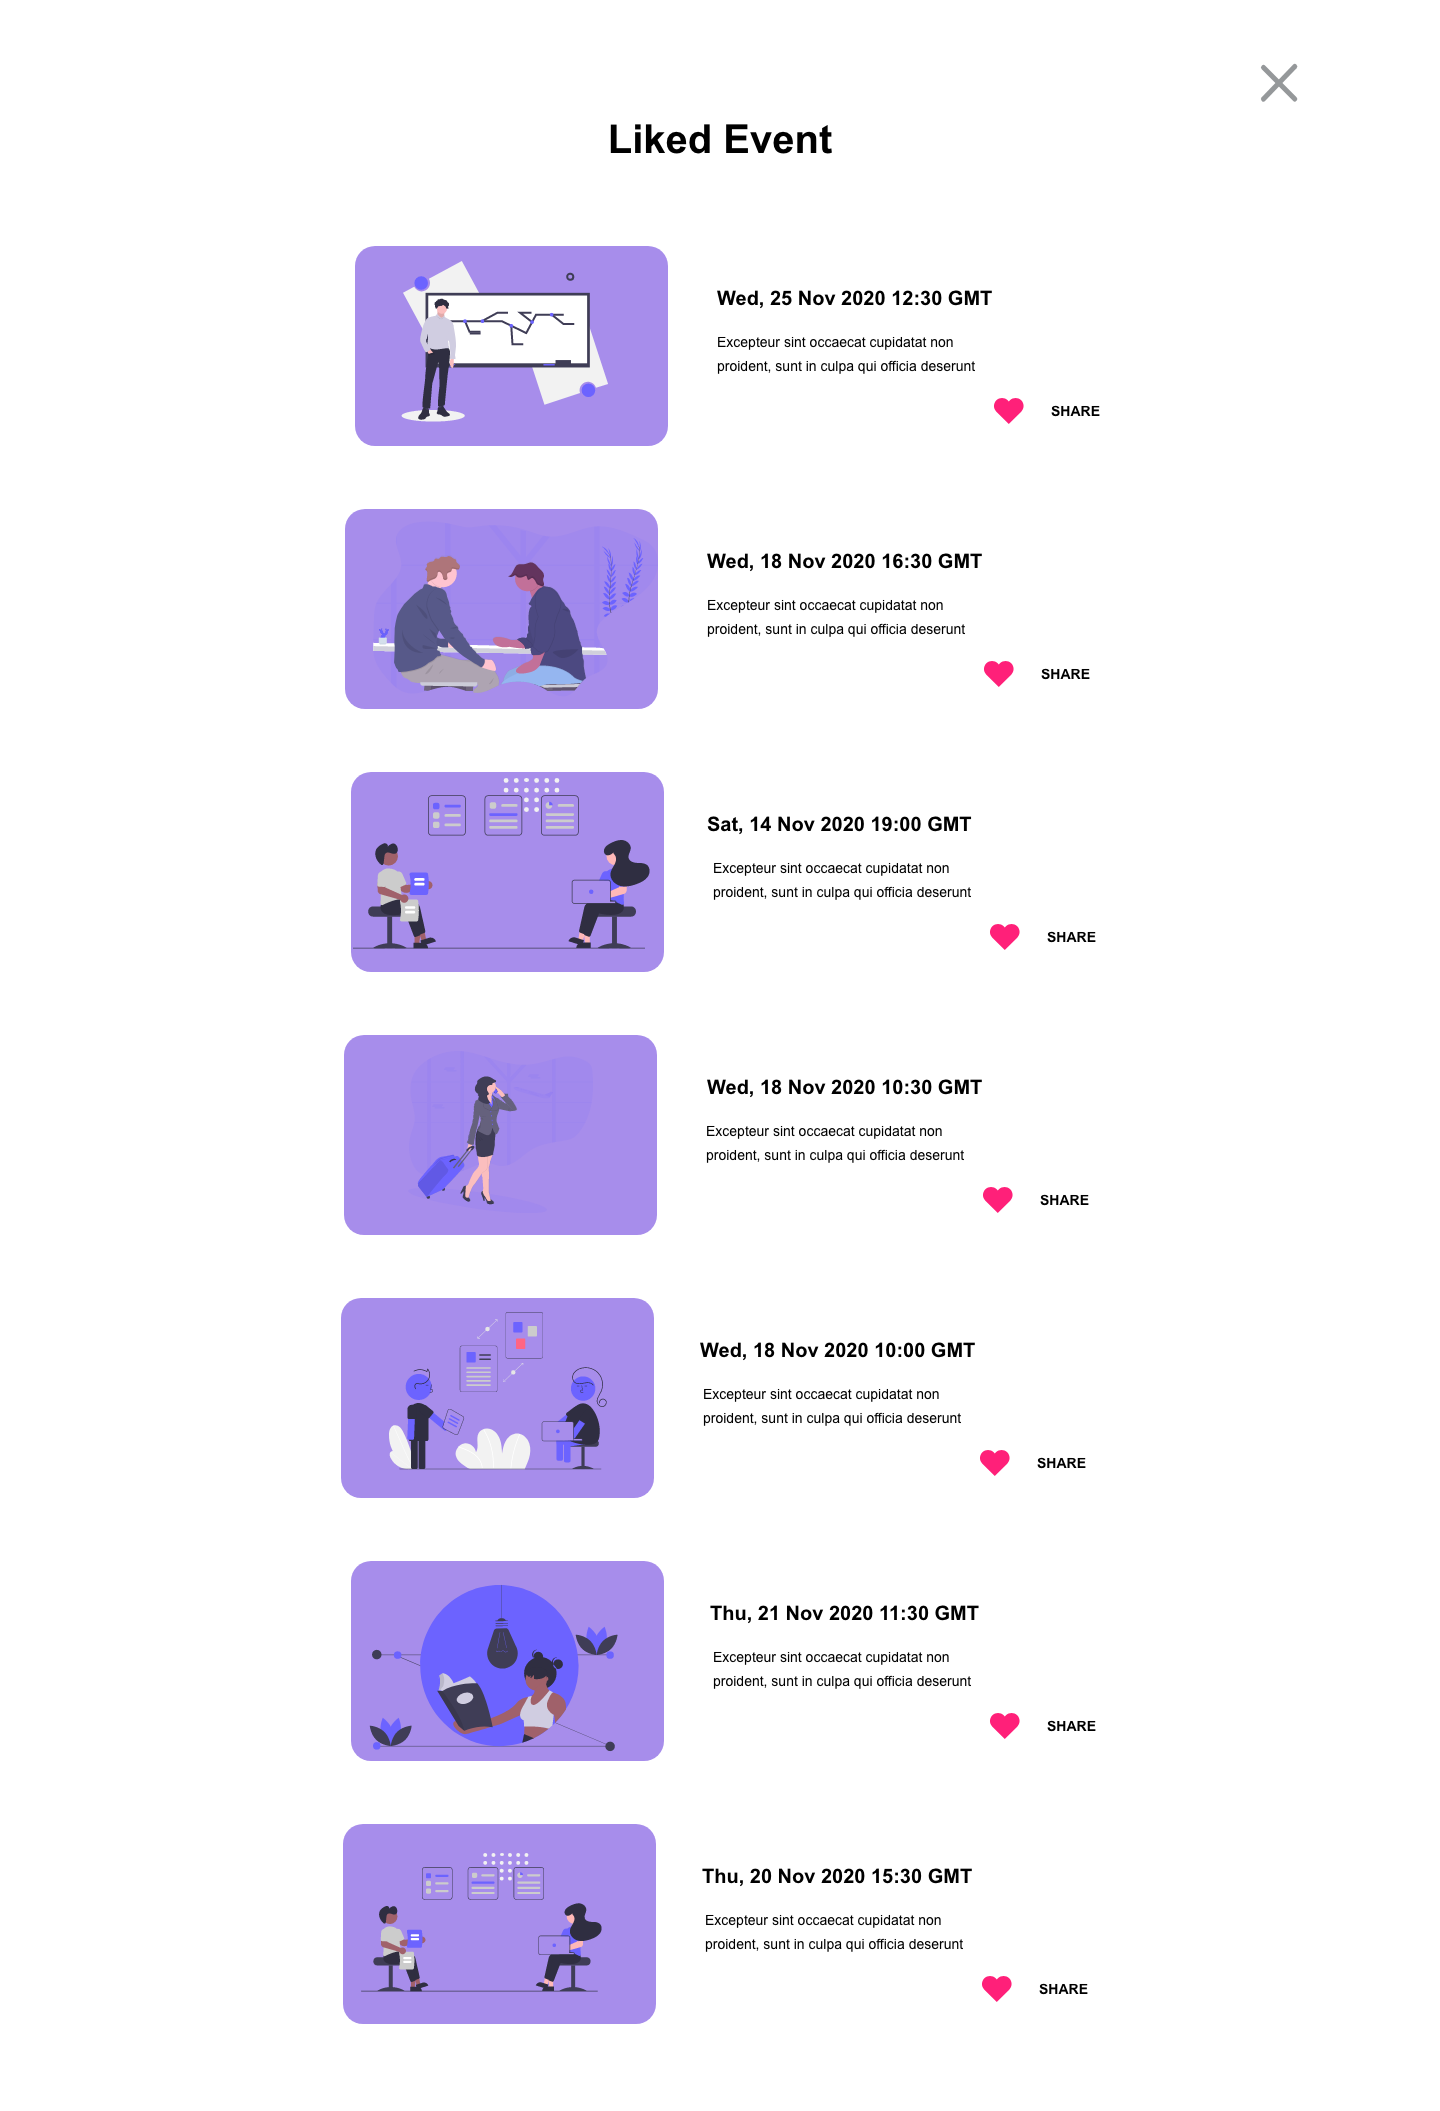 Liked Event
Wed, 25 Nov 2020 12:30 GMT
Excepteur sint occaecat cupidatat non
proident, sunt in culpa qui officia deserunt
SHARE
Wed, 18 Nov 2020 16:30 GMT
Excepteur sint occaecat cupidatat non
proident, sunt in culpa qui officia deserunt
SHARE
Sat, 14 Nov 2020 19:00 GMT
Excepteur sint occaecat cupidatat non
proident, sunt in culpa qui officia deserunt
SHARE
Wed, 18 Nov 2020 10:30 GMT
Excepteur sint occaecat cupidatat non
proident, sunt in culpa qui officia deserunt
SHARE
Wed, 18 Nov 2020 10:00 GMT
Excepteur sint occaecat cupidatat non
proident, sunt in culpa qui officia deserunt
SHARE
Thu, 21 Nov 2020 11:30 GMT
Excepteur sint occaecat cupidatat non
proident, sunt in culpa qui officia deserunt
SHARE
Thu, 20 Nov 2020 15:30 GMT
Excepteur sint occaecat cupidatat non
proident, sunt in culpa qui officia deserunt
SHARE